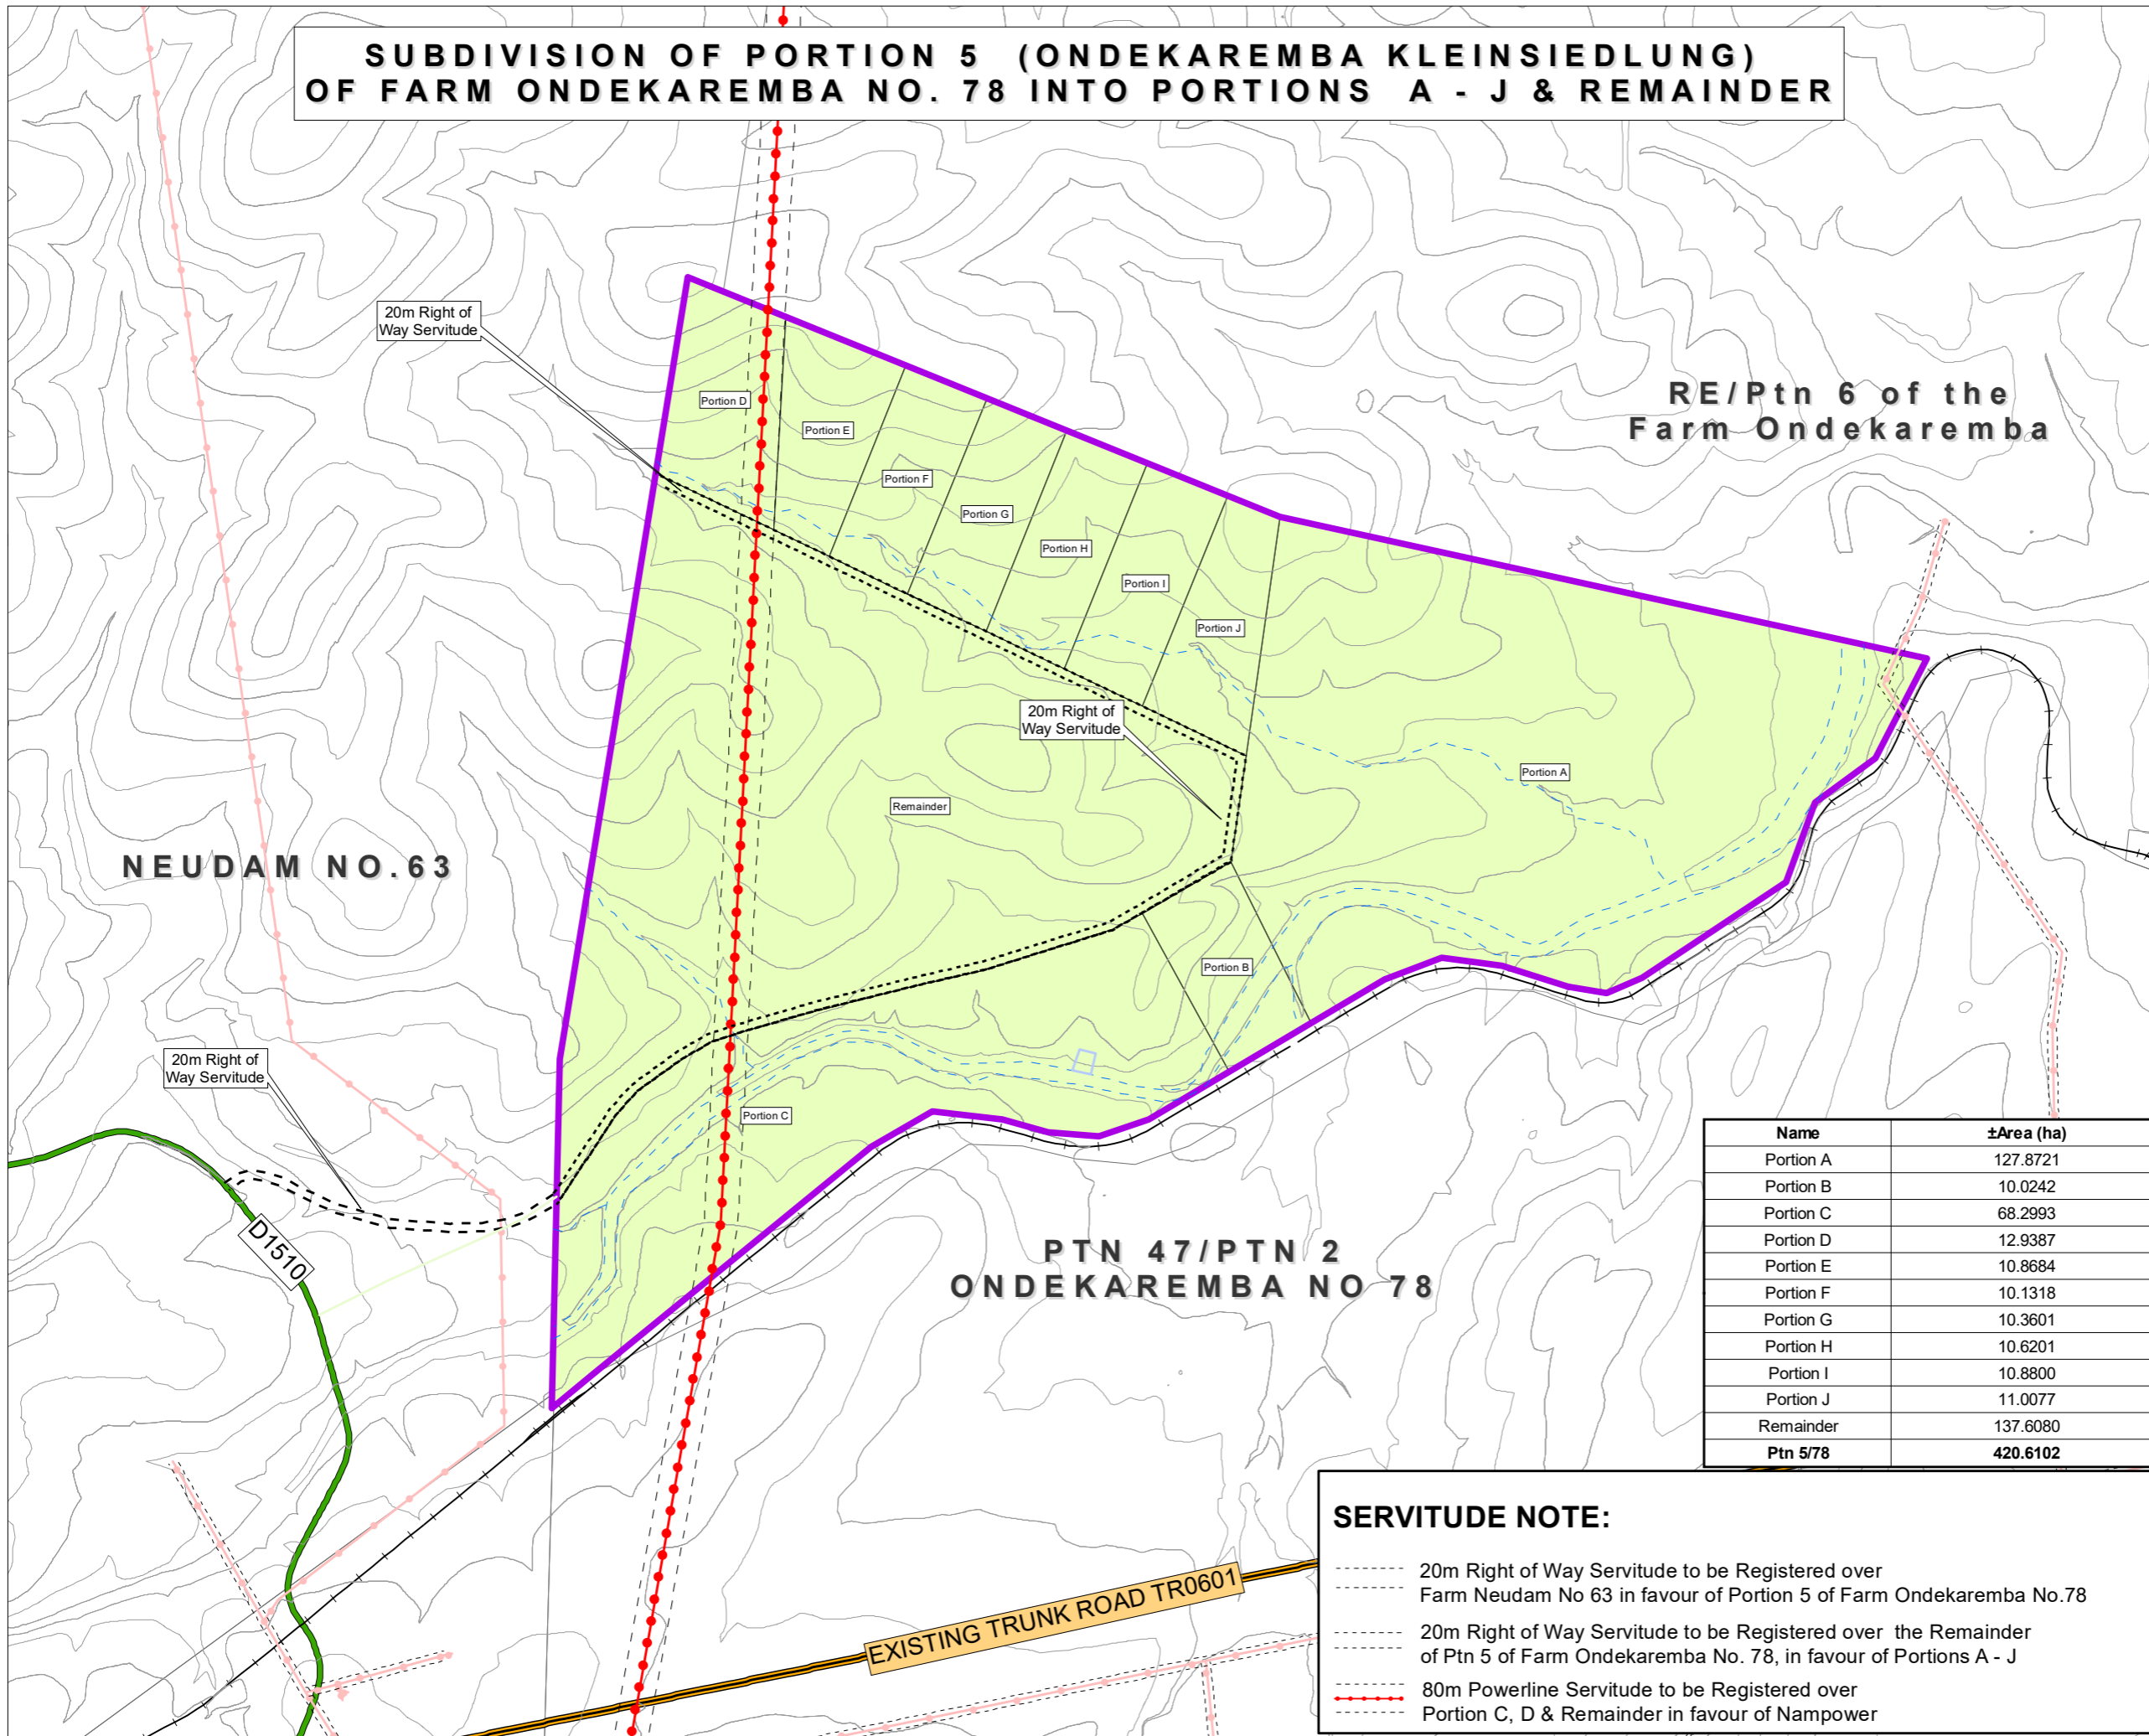 SUBDIVISION OF PORTION 5 (ONDEKAREMBA KLEINSIEDLUNG)
OF FARM ONDEKAREMBA NO. 78 INTO PORTIONS A - J & REMAINDER
20m Right of
Way Servitude
RE/Ptn 6 of the
Farm Ondekaremba
Portion D
Portion E
Portion F
Portion G
Portion H
Portion I
Portion J
20m Right of
Way Servitude
Portion A
Remainder
NEUDAM NO.63
Portion B
20m Right of
Way Servitude
Portion C
D1510
PTN 47/PTN 2
ONDEKAREMBA NO 78
Name ±Area (ha)
Portion A 127.8721
Portion B 10.0242
Portion C 68.2993
Portion D 12.9387
Portion E 10.8684
Portion F 10.1318
Portion G 10.3601
Portion H 10.6201
Portion I 10.8800
Portion J 11.0077
Remainder 137.6080
Ptn 5/78 420.6102
EXISTING TRUNK ROAD TR0601
SERVITUDE NOTE:
20m Right of Way Servitude to be Registered over
Farm Neudam No 63 in favour of Portion 5 of Farm Ondekaremba No.78
20m Right of Way Servitude to be Registered over the Remainder
of Ptn 5 of Farm Ondekaremba No. 78, in favour of Portions A - J
80m Powerline Servitude to be Registered over
Portion C, D & Remainder in favour of Nampower